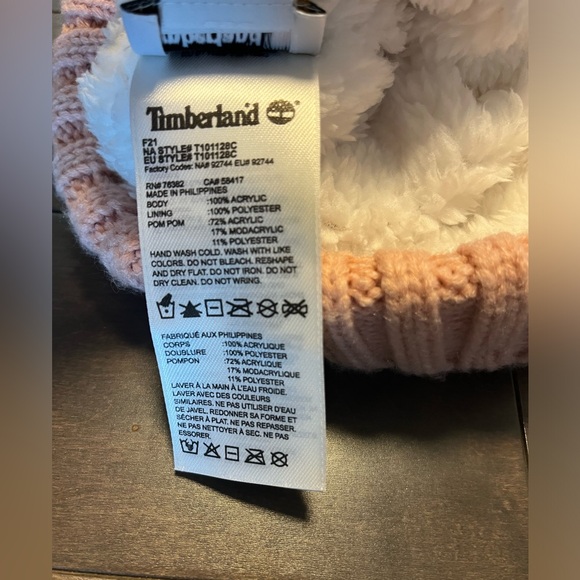 Timberland
F21
NA STYLE# T101128C
EU STYLE# T101128C
Factory Codes: NA# 92744 EU# 92744
RN# 76382 CA# 58417
MADE IN PHILIPPINES
BODY :100% ACRYLIC
LINING :100% POLYESTER
POM POM :72% ACRYLIC
17% MODACRYLIC
11% POLYESTER
HAND WASH COLD. WASH WITH LIKE
COLORS. DO NOT BLEACH. RESHAPE
AND DRY FLAT. DO NOT IRON. DO NOT
DRY CLEAN.
FABRIQUÉ AUX PHILIPPINES
CORPS :100% ACRYLIQUE
DOUBLURE :100% POLYESTER
POMPON :72% ACRYLIQUE
17% MODACRYLIQUE
11% POLYESTER
LAVER À LA MAIN À L'EAU FROIDE.
LAVER AVEC DES COULEURS
SIMILAIRES. NE PAS UTILISER D'EAU
DE JAVEL. REDONNER SA FORME ET
SÉCHER À PLAT. NE PAS REPASSER.
NE PAS NETTOYER À SEC. NE PAS